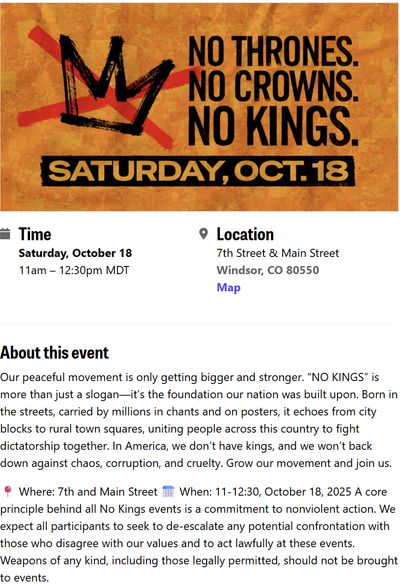 NO THRONES.
NO CROWNS.
NO KINGS.
SATURDAY, OCT. 18
Time
Saturday, October 18
11am – 12:30pm MDT
Location
7th Street & Main Street
Windsor, CO 80550
Map
About this event
Our peaceful movement is only getting bigger and stronger. “NO KINGS” is
more than just a slogan—it’s the foundation our nation was built upon. Born in
the streets, carried by millions in chants and on posters, it echoes from city
blocks to rural town squares, uniting people across this country to fight
dictatorship together. In America, we don’t have kings, and we won’t back
down against chaos, corruption, and cruelty. Grow our movement and join us.
📍 Where: 7th and Main Street 🗓️ When: 11-12:30, October 18, 2025 A core
principle behind all No Kings events is a commitment to nonviolent action. We
expect all participants to seek to de-escalate any potential confrontation with
those who disagree with our values and to act lawfully at these events.
Weapons of any kind, including those legally permitted, should not be brought
to events.